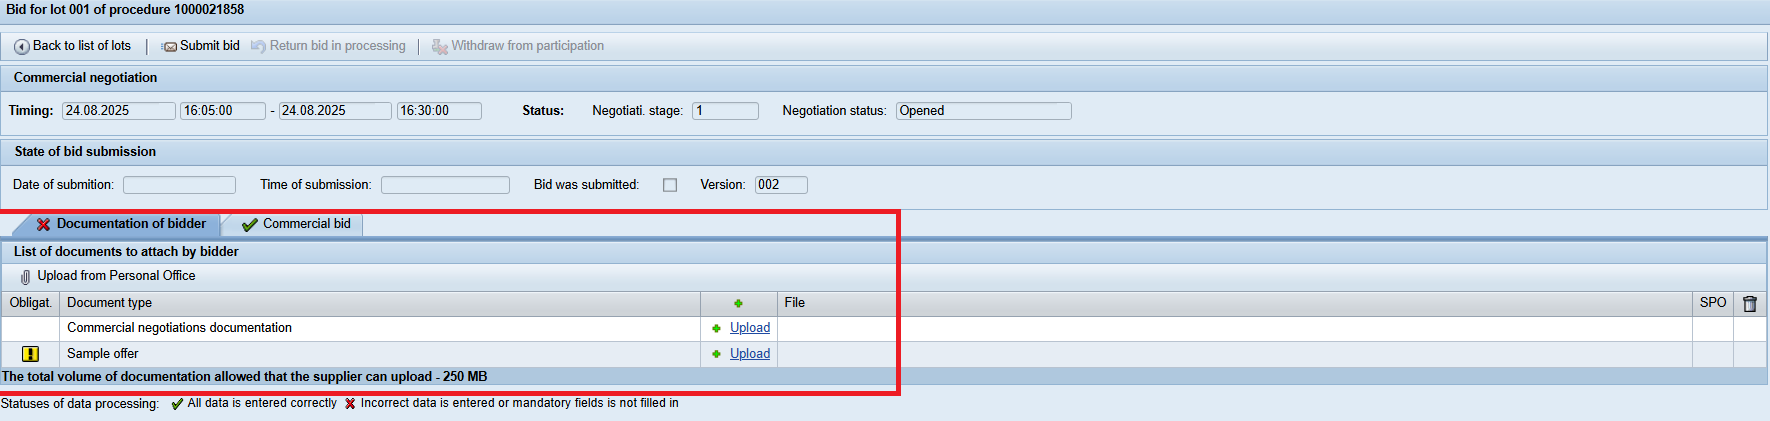 Bid for lot 001 of procedure 1000021858
Back to list of lots | Submit bid Return bid in processing | Withdraw from participation
Commercial negotiation
Timing: 24.08.2025 16:05:00 - 24.08.2025 16:30:00 Status: Negotiati. stage: 1 Negotiation status: Opened
State of bid submission
Date of submition: Time of submission: Bid was submitted: Version: 002
Documentation of bidder Commercial bid
List of documents to attach by bidder
Upload from Personal Office
Obligat. Document type File SPO
Commercial negotiations documentation Upload
Sample offer Upload
The total volume of documentation allowed that the supplier can upload - 250 MB
Statuses of data processing: All data is entered correctly Incorrect data is entered or mandatory fields is not filled in